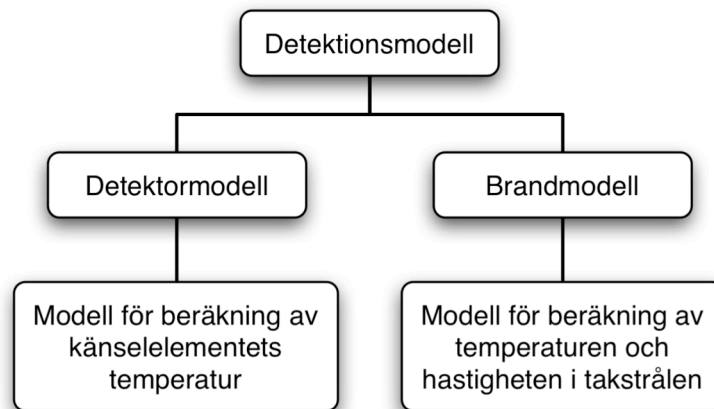 Detektionsmodell
Detektormodell
Brandmodell
Modell för beräkning av
känselelementets
temperatur
Modell för beräkning av
temperaturen och
hastigheten i takstrålen